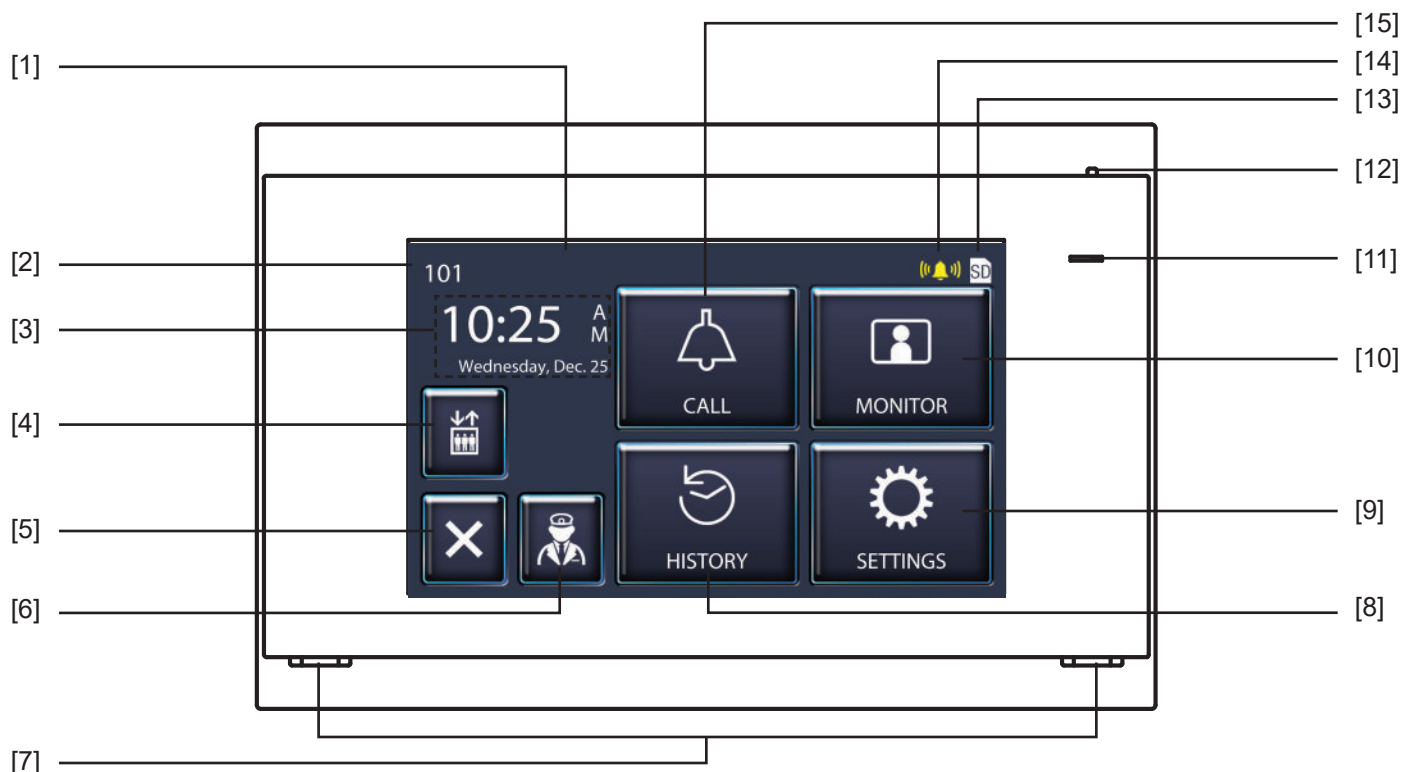 [15]
[1]
[14]
[13]
[12]
[2]
101
SD
[11]
[3]
10:25 AM
Wednesday, Dec. 25
[10]
CALL
MONITOR
[4]
[5]
[9]
HISTORY
SETTINGS
[6]
[8]
[7]